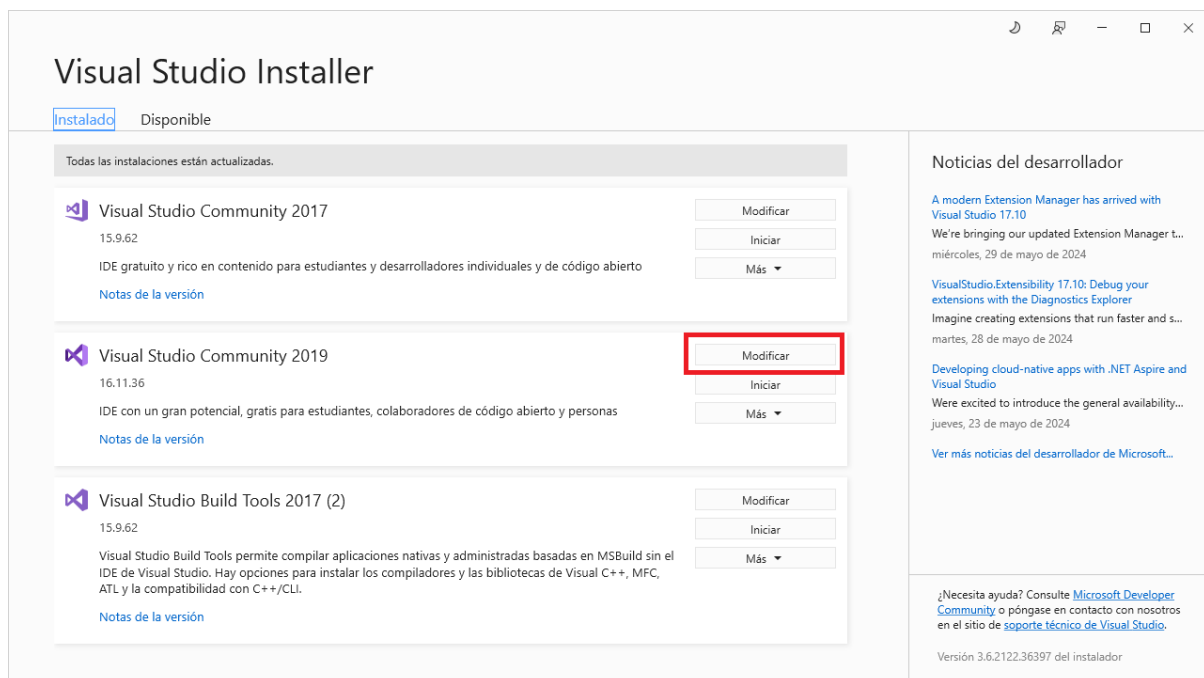 Visual Studio Installer
Instalado
Disponible
Todas las instalaciones están actualizadas.
Visual Studio Community 2017
15.9.62
IDE gratuito y rico en contenido para estudiantes y desarrolladores individuales y de código abierto
Notas de la versión
Modificar
Iniciar
Más
Visual Studio Community 2019
16.11.36
IDE con un gran potencial, gratis para estudiantes, colaboradores de código abierto y personas
Notas de la versión
Modificar
Iniciar
Más
Visual Studio Build Tools 2017 (2)
15.9.62
Visual Studio Build Tools permite compilar aplicaciones nativas y administradas basadas en MSBuild sin el
IDE de Visual Studio. Hay opciones para instalar los compiladores y las bibliotecas de Visual C++, MFC,
ATL y la compatibilidad con C++/CLI.
Notas de la versión
Modificar
Iniciar
Más
Noticias del desarrollador
A modern Extension Manager has arrived with
Visual Studio 17.10
We're bringing our updated Extension Manager t...
miércoles, 29 de mayo de 2024
VisualStudio.Extensibility 17.10: Debug your
extensions with the Diagnostics Explorer
Imagine creating extensions that run faster and s...
martes, 28 de mayo de 2024
Developing cloud-native apps with .NET Aspire and
Visual Studio
Were excited to introduce the general availability...
jueves, 23 de mayo de 2024
Ver más noticias del desarrollador de Microsoft...
¿Necesita ayuda? Consulte Microsoft Developer
Community o póngase en contacto con nosotros
en el sitio de soporte técnico de Visual Studio.
Versión 3.6.2122.36397 del instalador